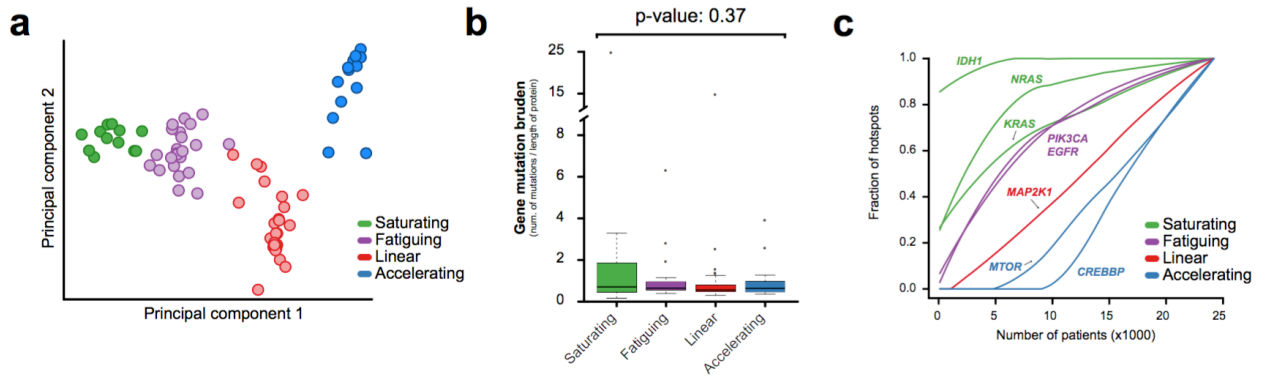 a
Principal component 2
Principal component 1
Saturating
Fatiguing
Linear
Accelerating
b
p-value: 0.37
Gene mutation bruden
(num. of mutations / length of protein)
25
15
8
6
4
2
0
Saturating
Fatiguing
Linear
Accelerating
c
Fraction of hotspots
1.0
0.8
0.6
0.4
0.2
0.0
IDH1
NRAS
KRAS
PIK3CA
EGFR
MAP2K1
MTOR
CREBBP
Saturating
Fatiguing
Linear
Accelerating
0 5 10 15 20 25
Number of patients (x1000)